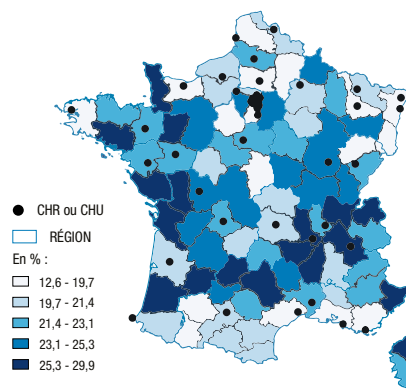 CHR ou CHU
RÉGION
En % :
12,6 - 19,7
19,7 - 21,4
21,4 - 23,1
23,1 - 25,3
25,3 - 29,9